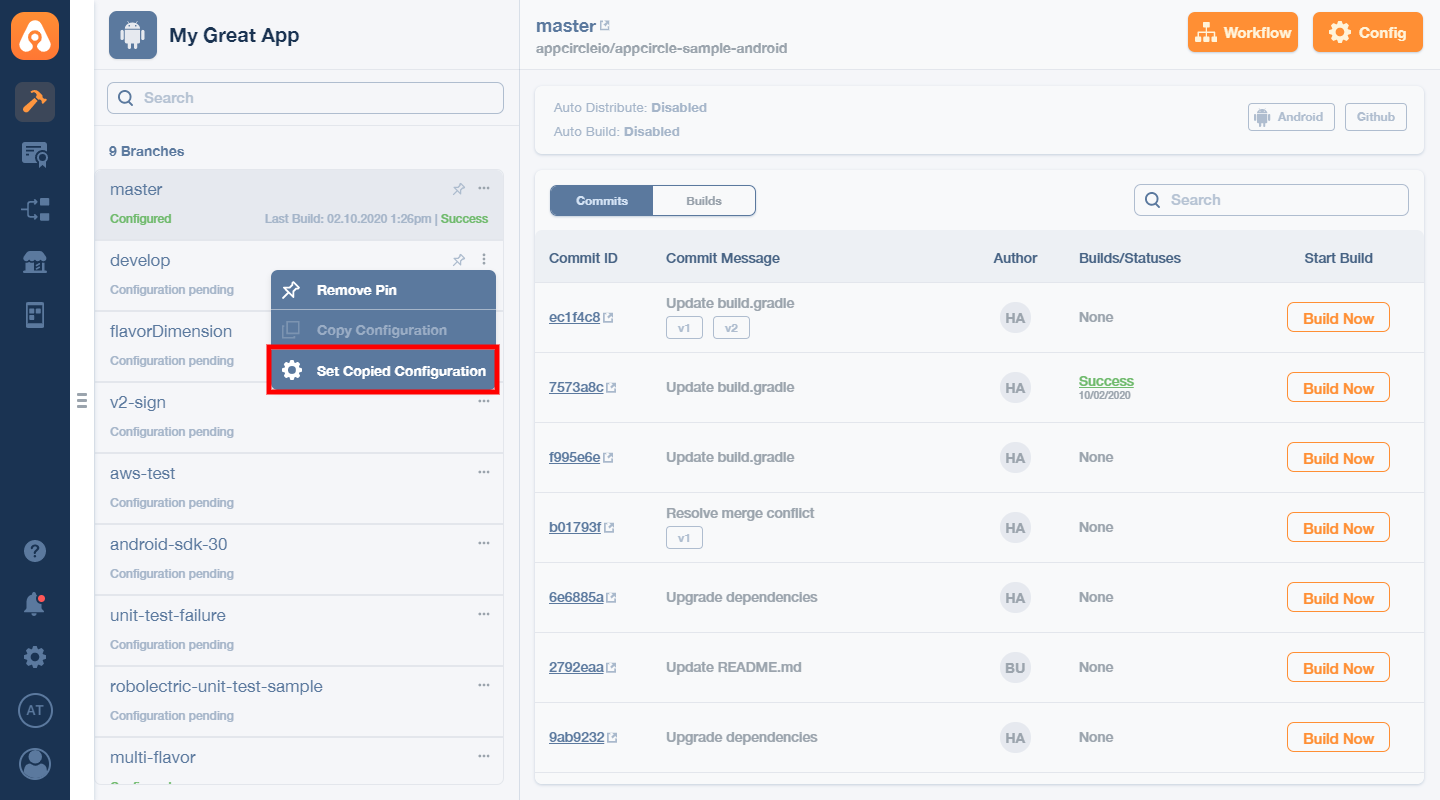 My Great App
Search
9 Branches
master
Configured
Last Build: 02.10.2020 1:26pm | Success
develop
Configuration pending
Remove Pin
Copy Configuration
Set Copied Configuration
flavorDimension
Configuration pending
v2-sign
Configuration pending
aws-test
Configuration pending
android-sdk-30
Configuration pending
unit-test-failure
Configuration pending
robolectric-unit-test-sample
Configuration pending
multi-flavor
AT
master
appcircleio/appcircle-sample-android
Workflow
Config
Auto Distribute: Disabled
Auto Build: Disabled
Android
Github
Commits
Builds
Search
Commit ID Commit Message Author Builds/Statuses Start Build
ec1f4c8 Update build.gradle HA None Build Now
v1 v2
7573a8c Update build.gradle HA Success Build Now
10/02/2020
f995e6e Update build.gradle HA None Build Now
b01793f Resolve merge conflict HA None Build Now
v1
6e6885a Upgrade dependencies HA None Build Now
2792eaa Update README.md BU None Build Now
9ab9232 Upgrade dependencies HA None Build Now